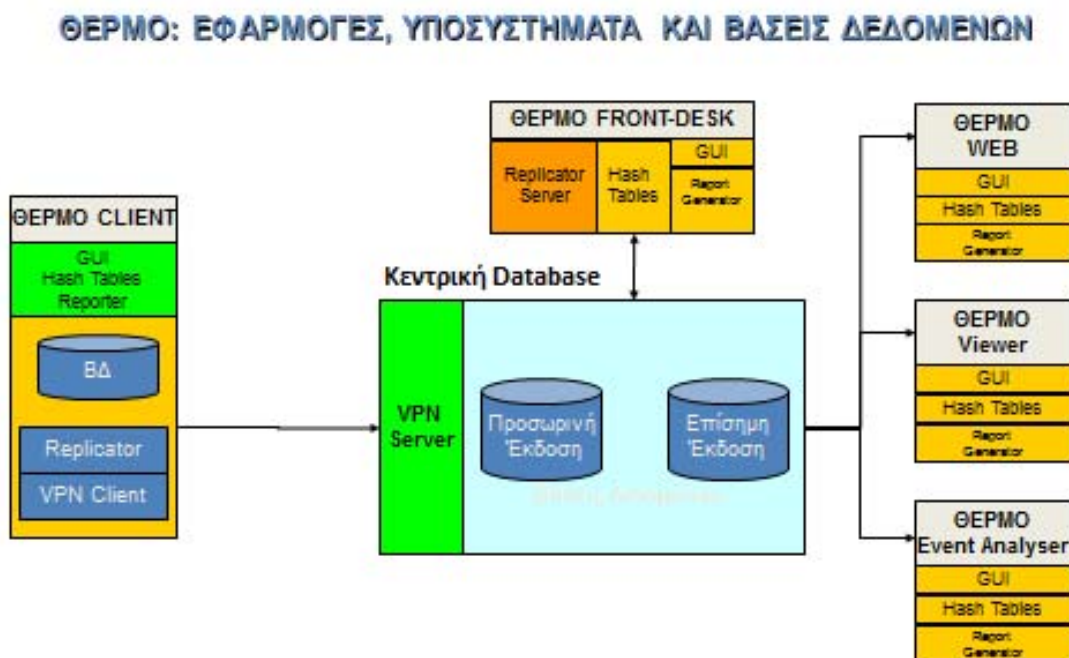 ΘΕΡΜΟ: ΕΦΑΡΜΟΓΕΣ, ΥΠΟΣΥΣΤΗΜΑΤΑ ΚΑΙ ΒΑΣΕΙΣ ΔΕΔΟΜΕΝΩΝ
ΘΕΡΜΟ CLIENT
GUI
Hash Tables
Reporter
ΒΔ
Replicator
VPN Client
ΘΕΡΜΟ FRONT-DESK
Replicator
Server
Hash
Tables
GUI
Report
Generator
Κεντρική Database
VPN
Server
Προσωρινή
Έκδοση
Επίσημη
Έκδοση
ΘΕΡΜΟ
WEB
GUI
Hash Tables
Report
Generator
ΘΕΡΜΟ
Viewer
GUI
Hash Tables
Report
Generator
ΘΕΡΜΟ
Event Analyser
GUI
Hash Tables
Report
Generator